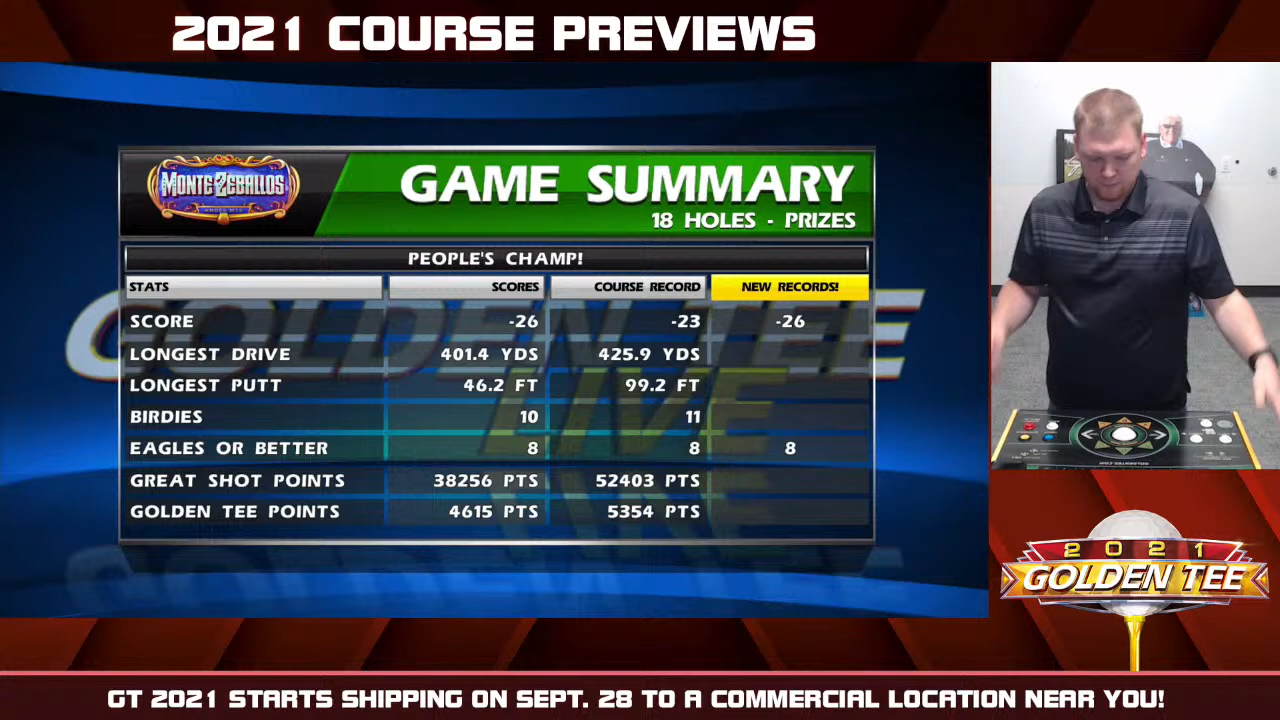 2021 COURSE PREVIEWS
MONTE ZEBALLOS
GAME SUMMARY
18 HOLES - PRIZES
PEOPLE'S CHAMP!
STATS SCORES COURSE RECORD NEW RECORDS!
SCORE -26 -23 -26
LONGEST DRIVE 401.4 YDS 425.9 YDS
LONGEST PUTT 46.2 FT 99.2 FT
BIRDIES 10 11
EAGLES OR BETTER 8 8 8
GREAT SHOT POINTS 38256 PTS 52403 PTS
GOLDEN TEE POINTS 4615 PTS 5354 PTS
GOLDEN TEE
LIVE
2021
GOLDEN TEE
GT 2021 STARTS SHIPPING ON SEPT. 28 TO A COMMERCIAL LOCATION NEAR YOU!